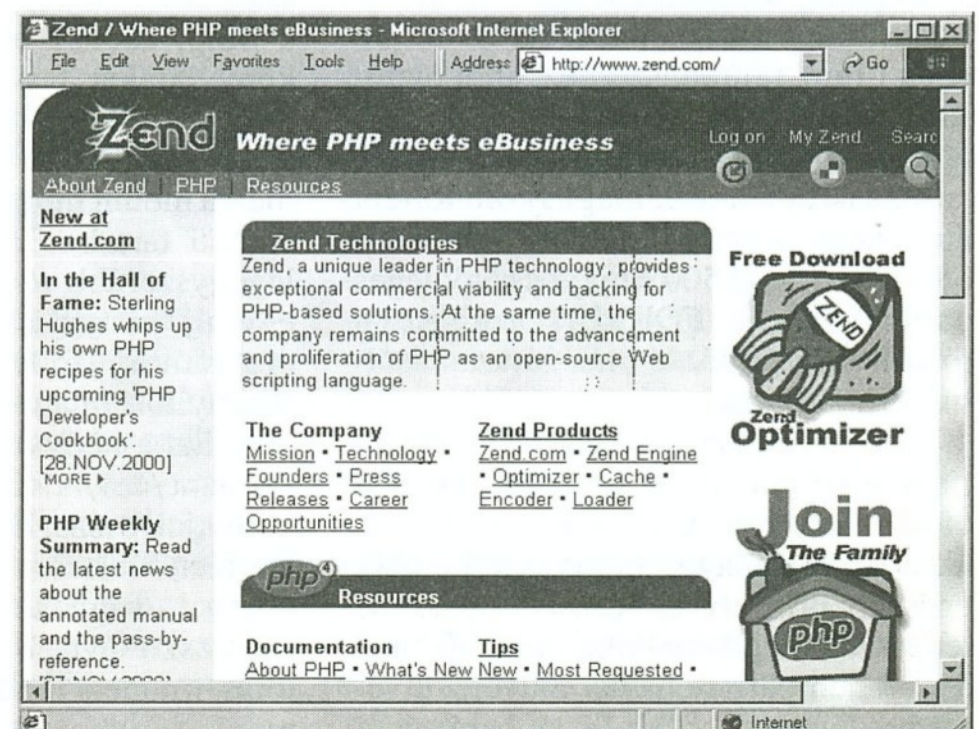 Zend / Where PHP meets eBusiness - Microsoft Internet Explorer
File Edit View Favorites Tools Help Address http://www.zend.com/ Go
Zend Where PHP meets eBusiness Log on My Zend Searc
About Zend | PHP | Resources
New at
Zend.com
In the Hall of
Fame: Sterling
Hughes whips up
his own PHP
recipes for his
upcoming 'PHP
Developer's
Cookbook'.
[28.NOV.2000]
MORE
PHP Weekly
Summary: Read
the latest news
about the
annotated manual
and the pass-by-
reference.
[27.NOV.2000]
Zend Technologies
Zend, a unique leader in PHP technology, provides
exceptional commercial viability and backing for
PHP-based solutions. At the same time, the
company remains committed to the advancement
and proliferation of PHP as an open-source Web
scripting language.
The Company
Mission • Technology •
Founders • Press
Releases • Career
Opportunities
Zend Products
Zend.com • Zend Engine
• Optimizer • Cache •
Encoder • Loader
php4
Resources
Documentation
About PHP • What's New
Tips
New • Most Requested •
Free Download
ZEND
Zend
Optimizer
Join
The Family
php
Internet